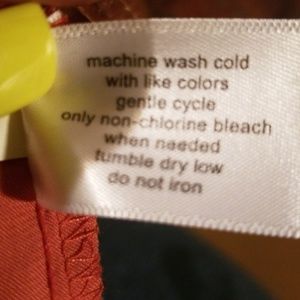 machine wash cold
with like colors
gentle cycle
only non-chlorine bleach
when needed
tumble dry low
do not iron